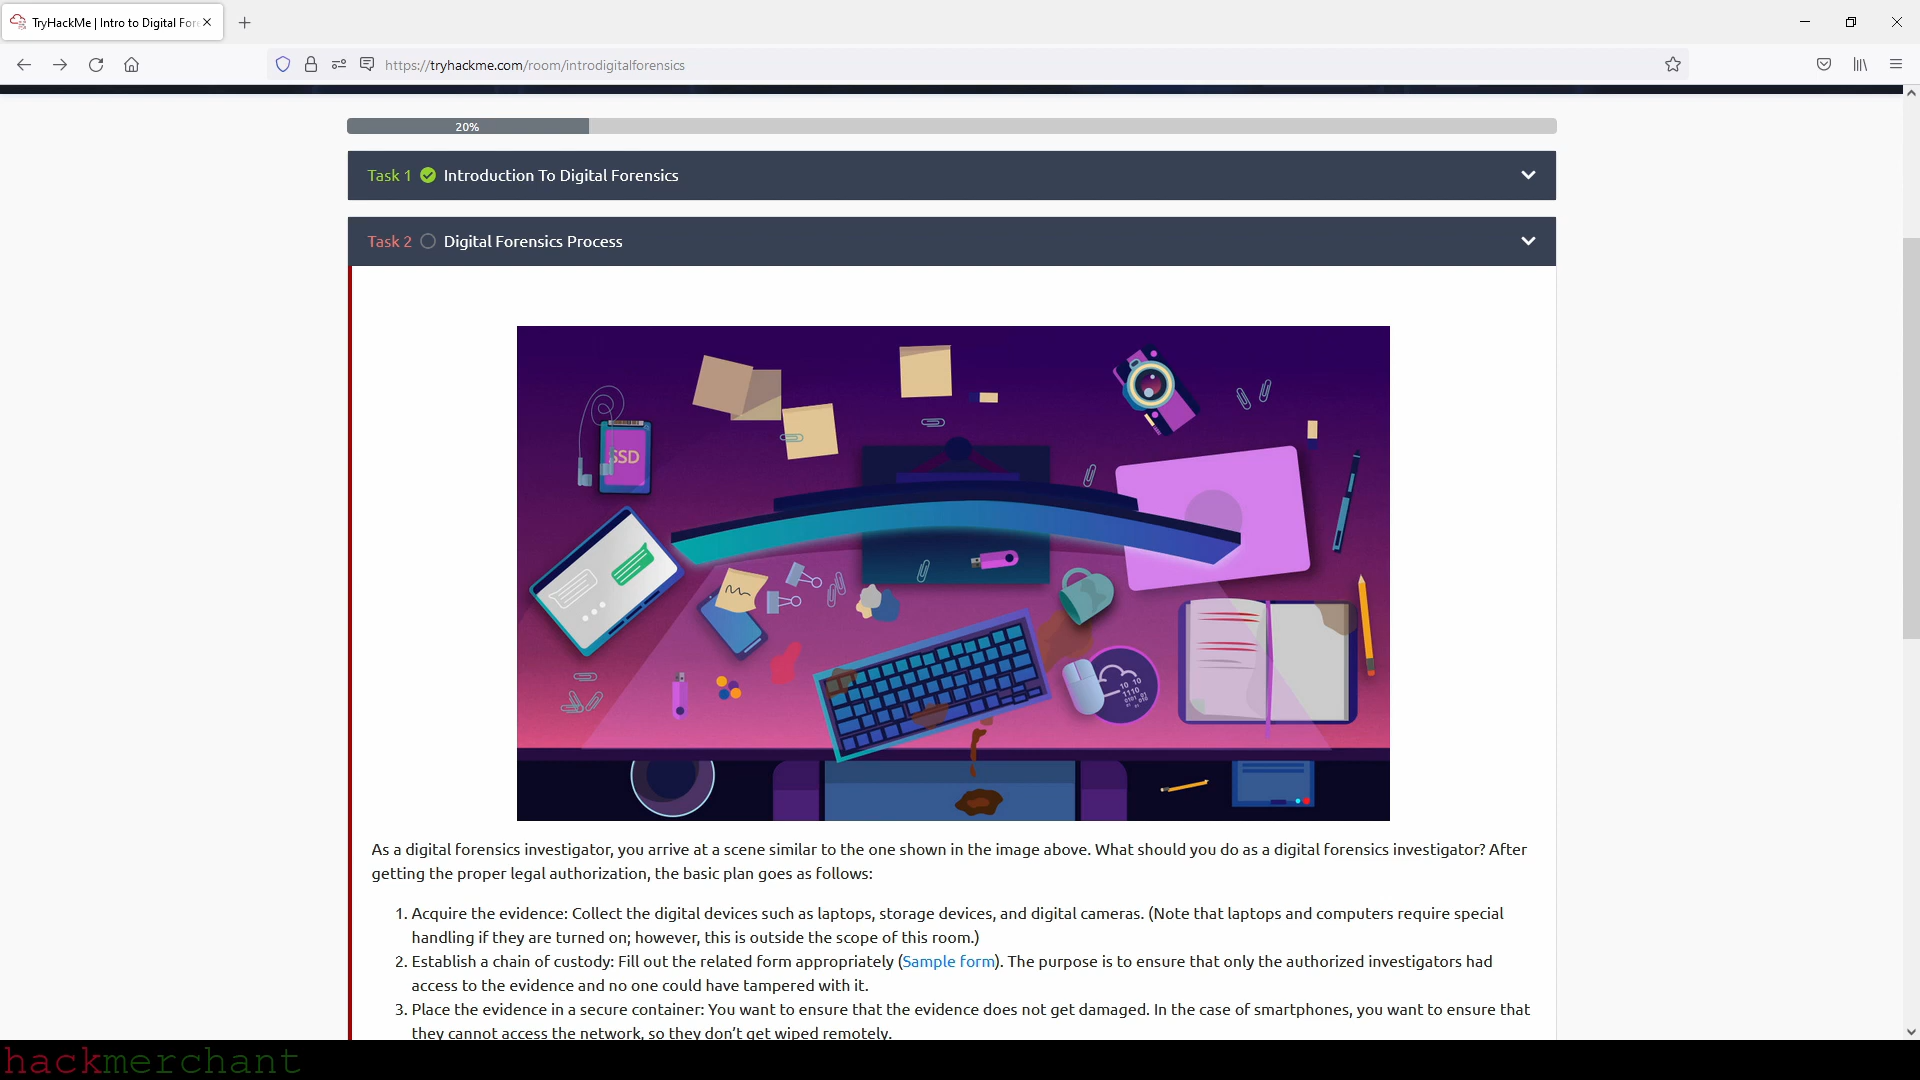 TryHackMe | Intro to Digital For
https://tryhackme.com/room/introdigitalforensics
20%
Task 1 Introduction To Digital Forensics
Task 2 Digital Forensics Process
SSD
10 10
1110
As a digital forensics investigator, you arrive at a scene similar to the one shown in the image above. What should you do as a digital forensics investigator? After
getting the proper legal authorization, the basic plan goes as follows:
1. Acquire the evidence: Collect the digital devices such as laptops, storage devices, and digital cameras. (Note that laptops and computers require special
handling if they are turned on; however, this is outside the scope of this room.)
2. Establish a chain of custody: Fill out the related form appropriately (Sample form). The purpose is to ensure that only the authorized investigators had
access to the evidence and no one could have tampered with it.
3. Place the evidence in a secure container: You want to ensure that the evidence does not get damaged. In the case of smartphones, you want to ensure that
they cannot access the network, so they don’t get wiped remotely.
hackmerchant